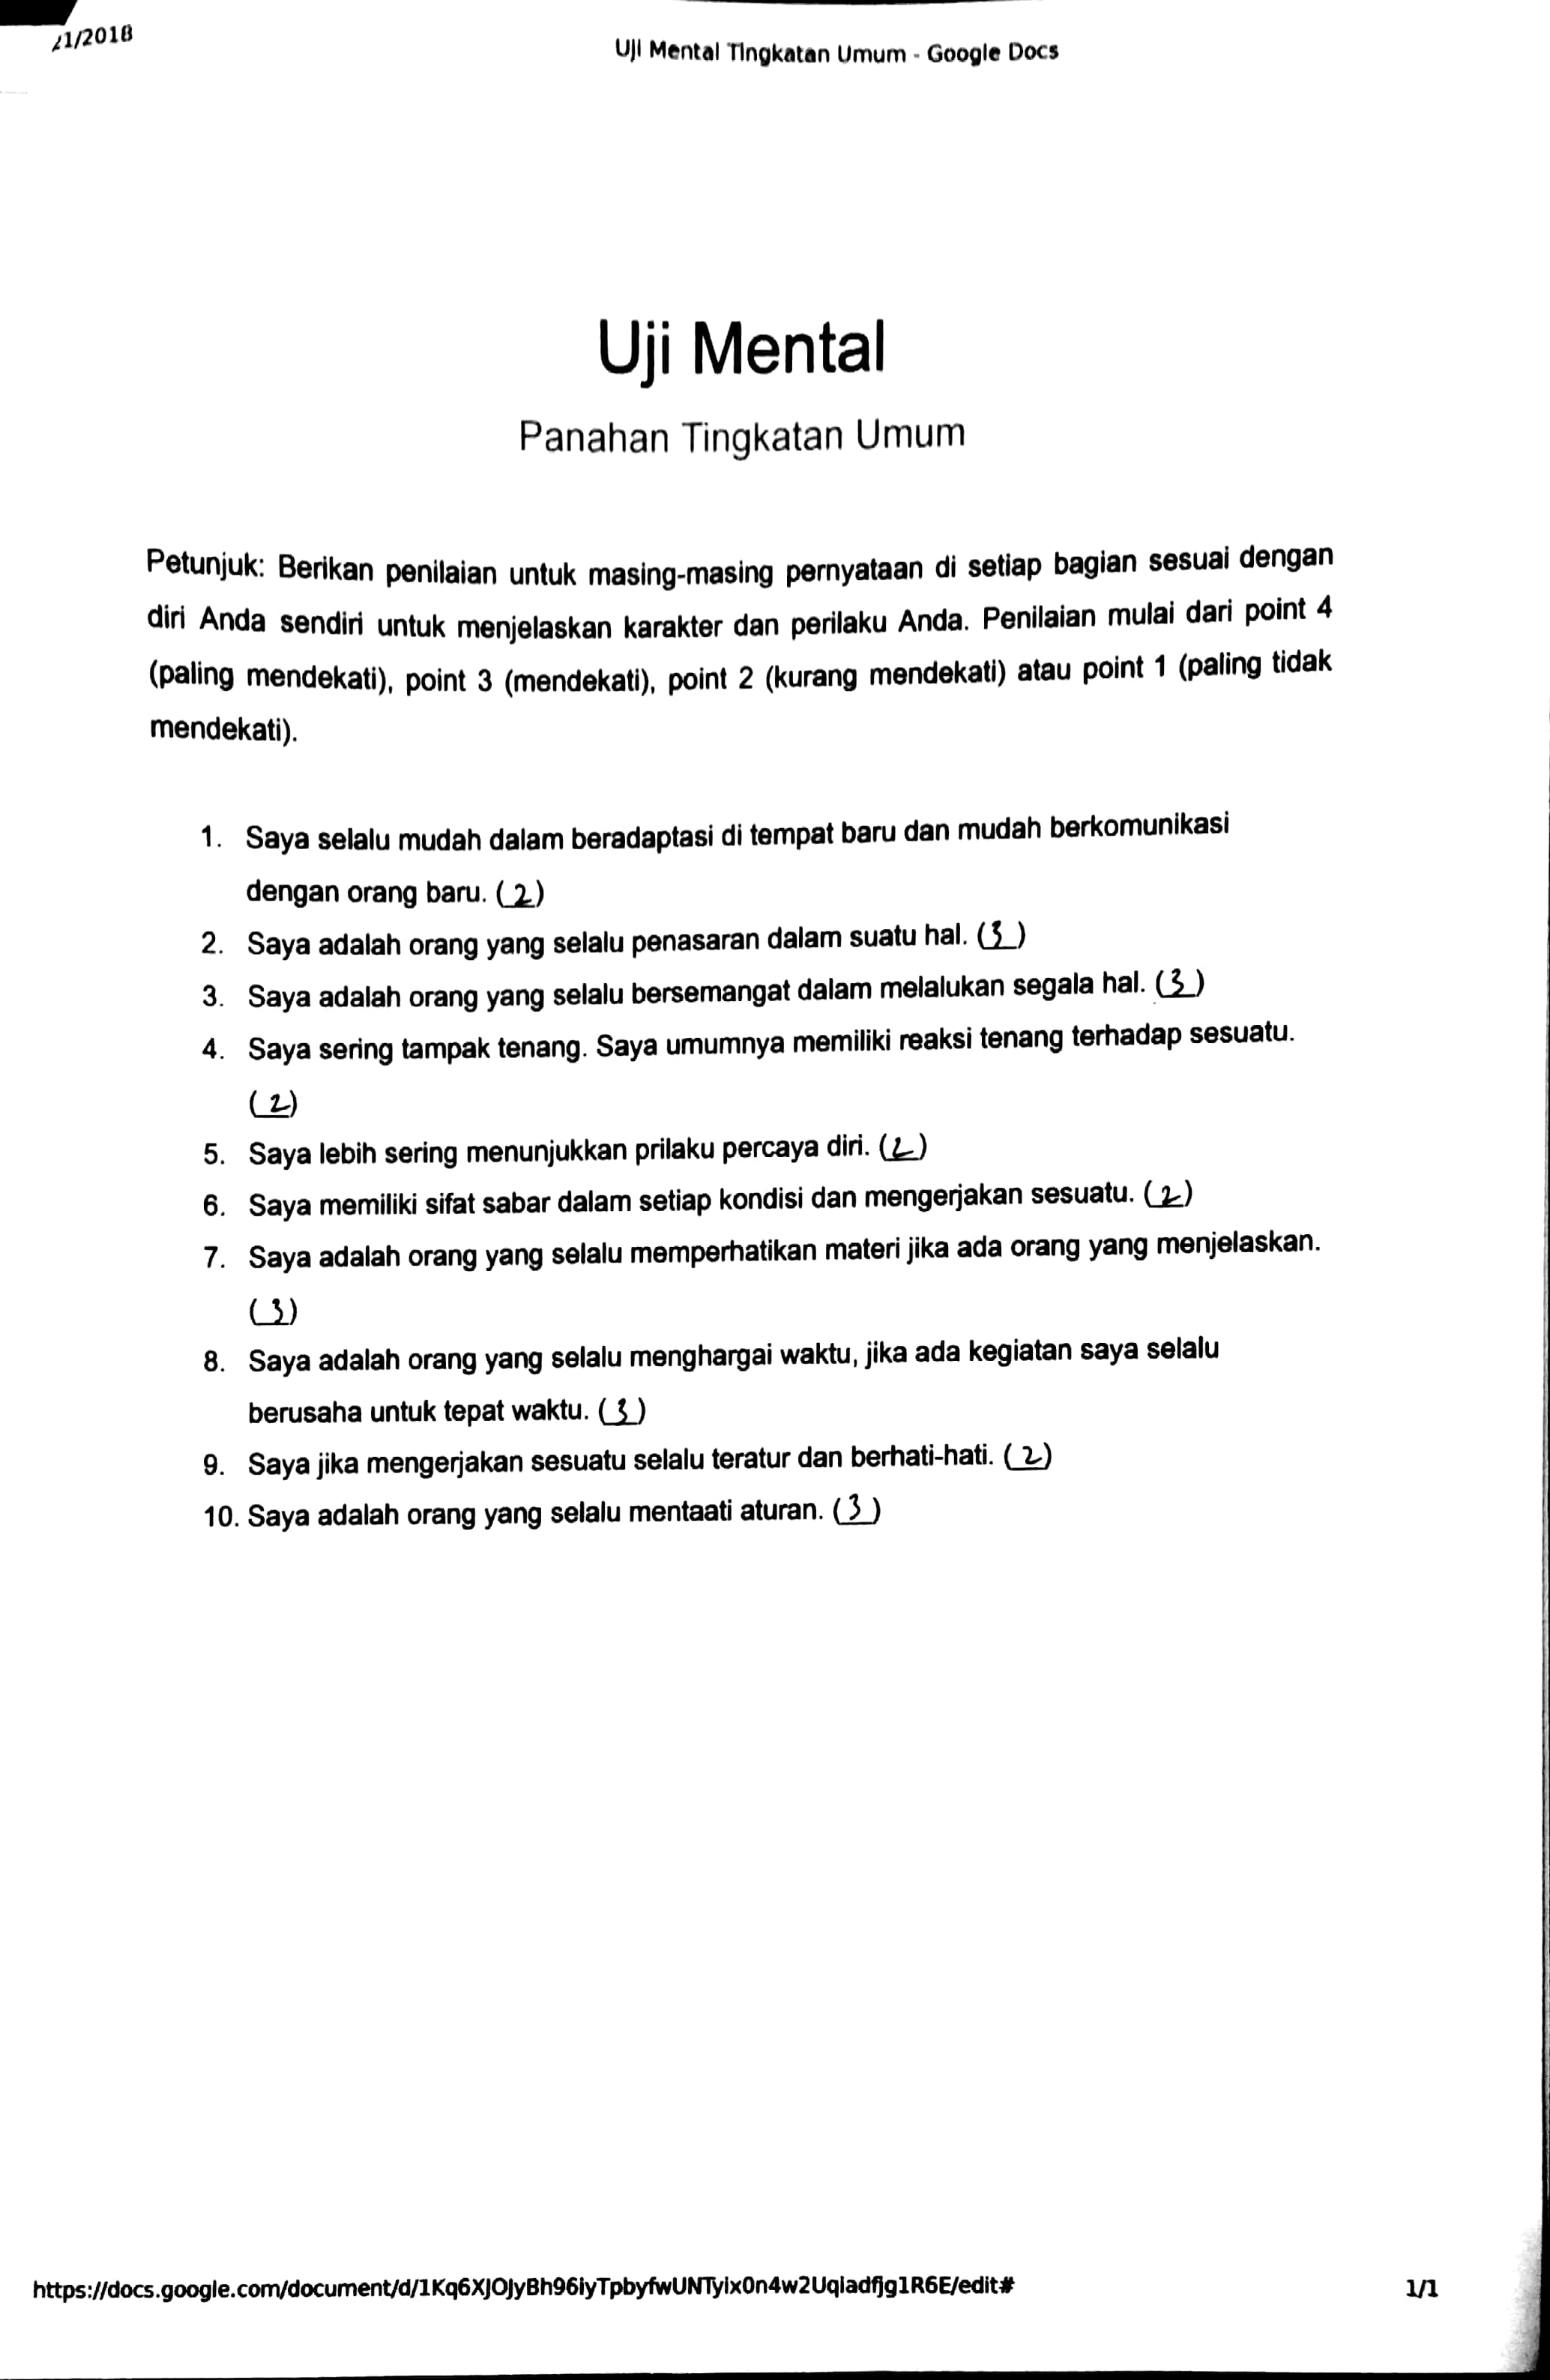 1/2018
Uji Mental Tingkatan Umum - Google Docs
Uji Mental
Panahan Tingkatan Umum
Petunjuk: Berikan penilaian untuk masing-masing pernyataan di setiap bagian sesuai dengan
diri Anda sendiri untuk menjelaskan karakter dan perilaku Anda. Penilaian mulai dari point 4
(paling mendekati), point 3 (mendekati), point 2 (kurang mendekati) atau point 1 (paling tidak
mendekati).
1. Saya selalu mudah dalam beradaptasi di tempat baru dan mudah berkomunikasi
dengan orang baru. (2)
2. Saya adalah orang yang selalu penasaran dalam suatu hal. (3)
3. Saya adalah orang yang selalu bersemangat dalam melalukan segala hal. (3)
4. Saya sering tampak tenang. Saya umumnya memiliki reaksi tenang terhadap sesuatu.
(2)
5. Saya lebih sering menunjukkan prilaku percaya diri. (2)
6. Saya memiliki sifat sabar dalam setiap kondisi dan mengerjakan sesuatu. (2)
7. Saya adalah orang yang selalu memperhatikan materi jika ada orang yang menjelaskan.
(3)
8. Saya adalah orang yang selalu menghargai waktu, jika ada kegiatan saya selalu
berusaha untuk tepat waktu. (3)
9. Saya jika mengerjakan sesuatu selalu teratur dan berhati-hati. (2)
10. Saya adalah orang yang selalu mentaati aturan. (3)
1/1